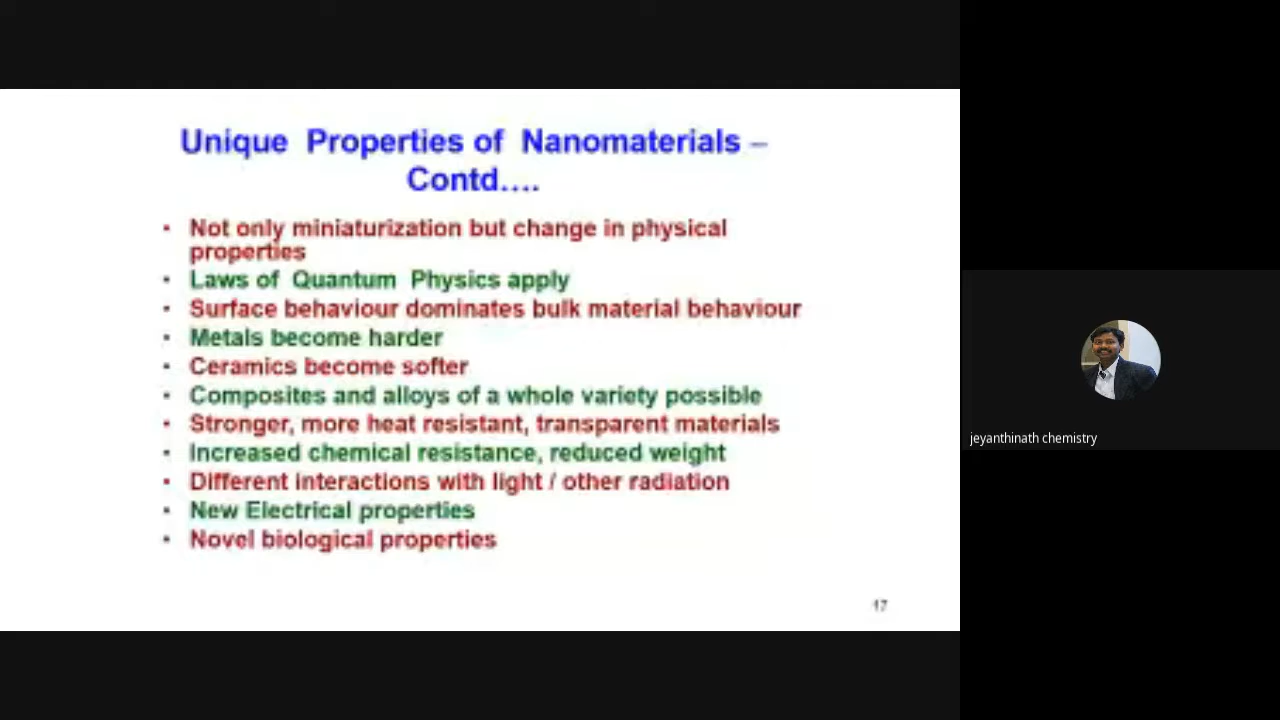 Unique Properties of Nanomaterials –
Contd....
• Not only miniaturization but change in physical
properties
• Laws of Quantum Physics apply
• Surface behaviour dominates bulk material behaviour
• Metals become harder
• Ceramics become softer
• Composites and alloys of a whole variety possible
• Stronger, more heat resistant, transparent materials
• Increased chemical resistance, reduced weight
• Different interactions with light / other radiation
• New Electrical properties
• Novel biological properties
17
jeyanthinath chemistry